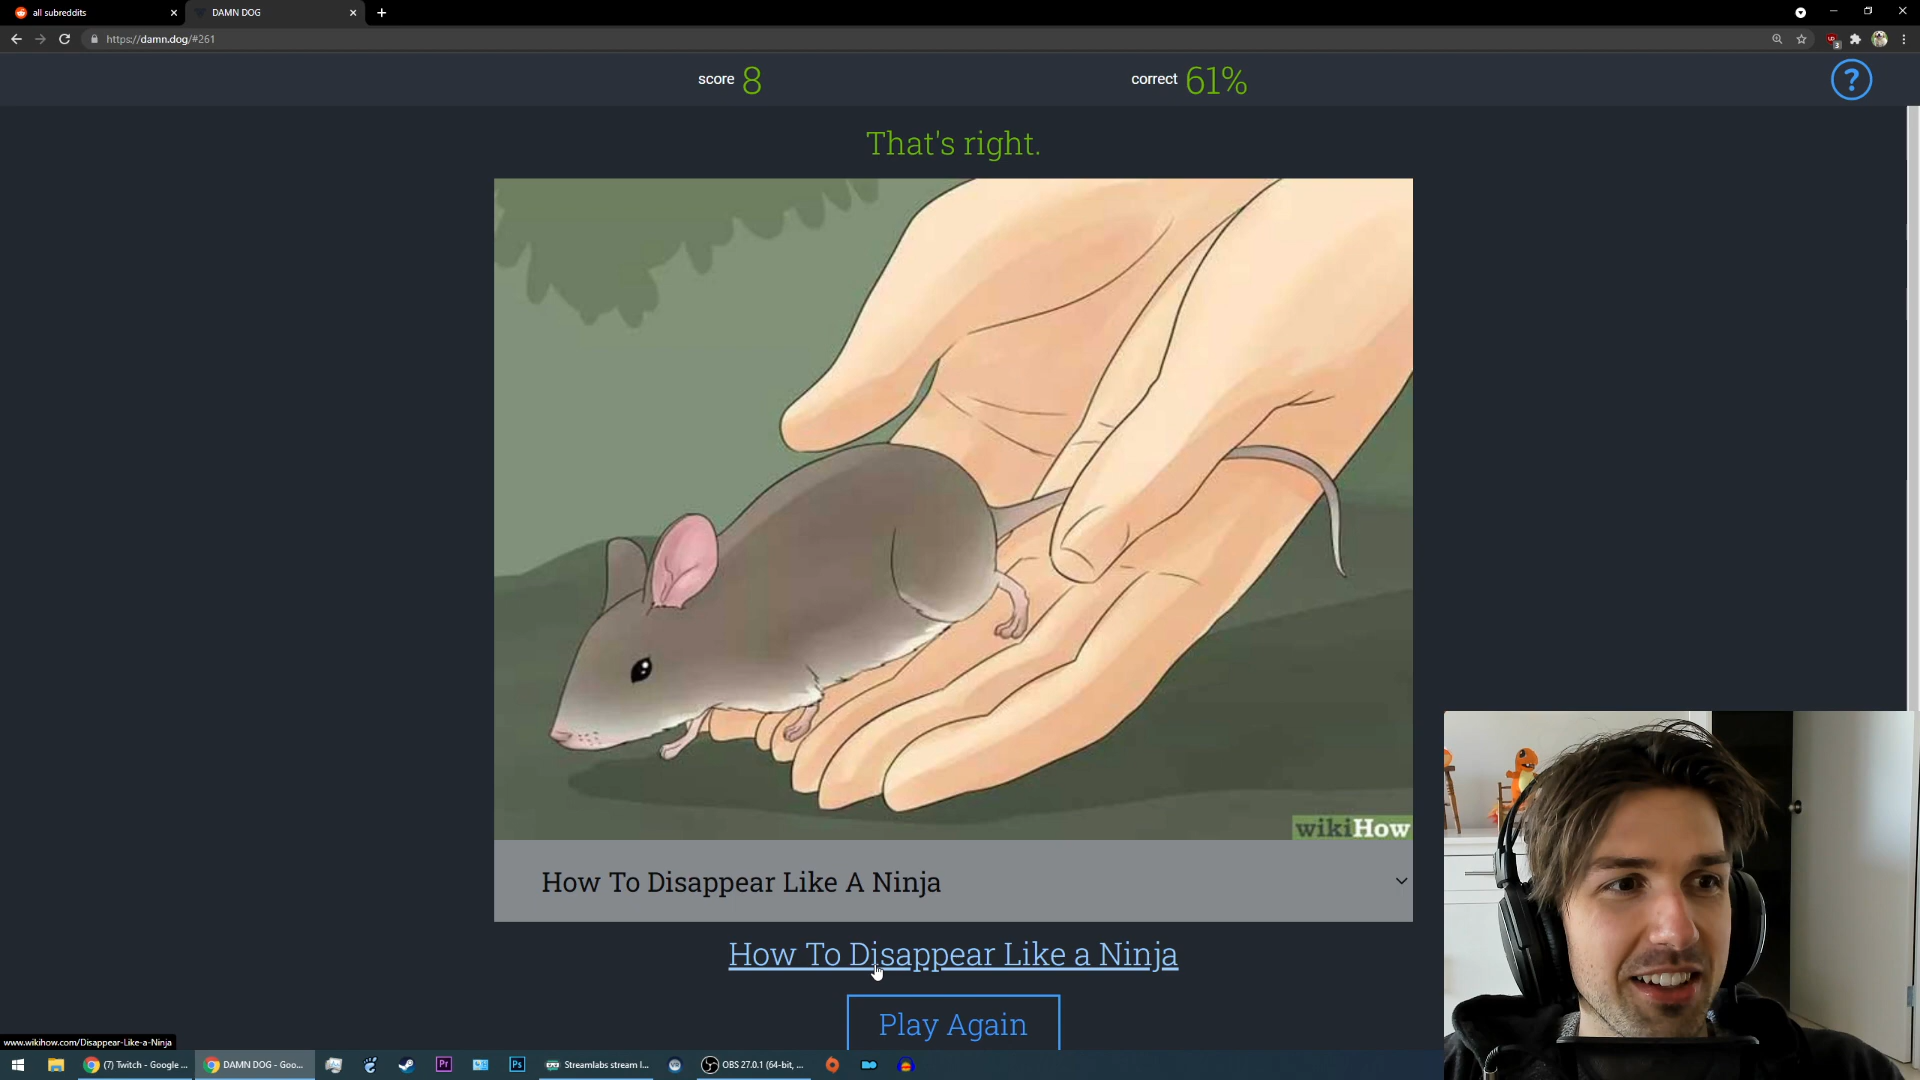 all subreddits
DAMN DOG
https://damn.dog/#261
score 8
correct 61%
?
That's right.
wikiHow
How To Disappear Like A Ninja
How To Disappear Like a Ninja
Play Again
www.wikihow.com/Disappear-Like-a-Ninja
(7) Twitch - Google ...
DAMN DOG - Goo...
Pr
Ps
Streamlabs stream l...
OBS 27.0.1 (64-bit, ...